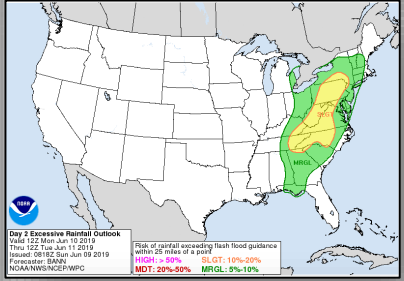 SLGT
MRGL
NOAA
Day 2 Excessive Rainfall Outlook
Valid 12Z Mon Jun 10 2019
Thru 12Z Tue Jun 11 2019
Issued: 0818Z Sun Jun 09 2019
Forecaster: BANN
NOAA/NWS/NCEP/WPC
Risk of rainfall exceeding flash flood guidance
within 25 miles of a point
HIGH: > 50%
SLGT: 10%-20%
MDT: 20%-50%
MRGL: 5%-10%